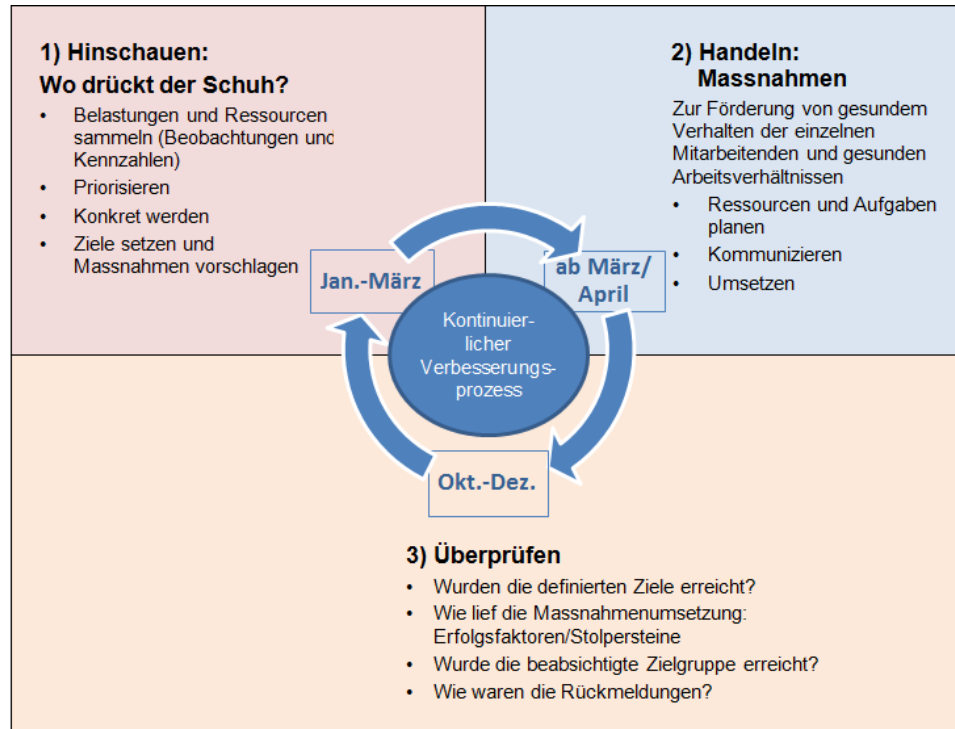 1) Hinschauen:
Wo drückt der Schuh?
• Belastungen und Ressourcen
sammeln (Beobachtungen und
Kennzahlen)
• Priorisieren
• Konkret werden
• Ziele setzen und
Massnahmen vorschlagen
2) Handeln:
Massnahmen
Zur Förderung von gesundem
Verhalten der einzelnen
Mitarbeitenden und gesunden
Arbeitsverhältnissen
• Ressourcen und Aufgaben
planen
• Kommunizieren
• Umsetzen
Jan.-März
ab März/
April
Kontinuier-
licher
Verbesserungs-
prozess
Okt.-Dez.
3) Überprüfen
• Wurden die definierten Ziele erreicht?
• Wie lief die Massnahmenumsetzung:
Erfolgsfaktoren/Stolpersteine
• Wurde die beabsichtigte Zielgruppe erreicht?
• Wie waren die Rückmeldungen?